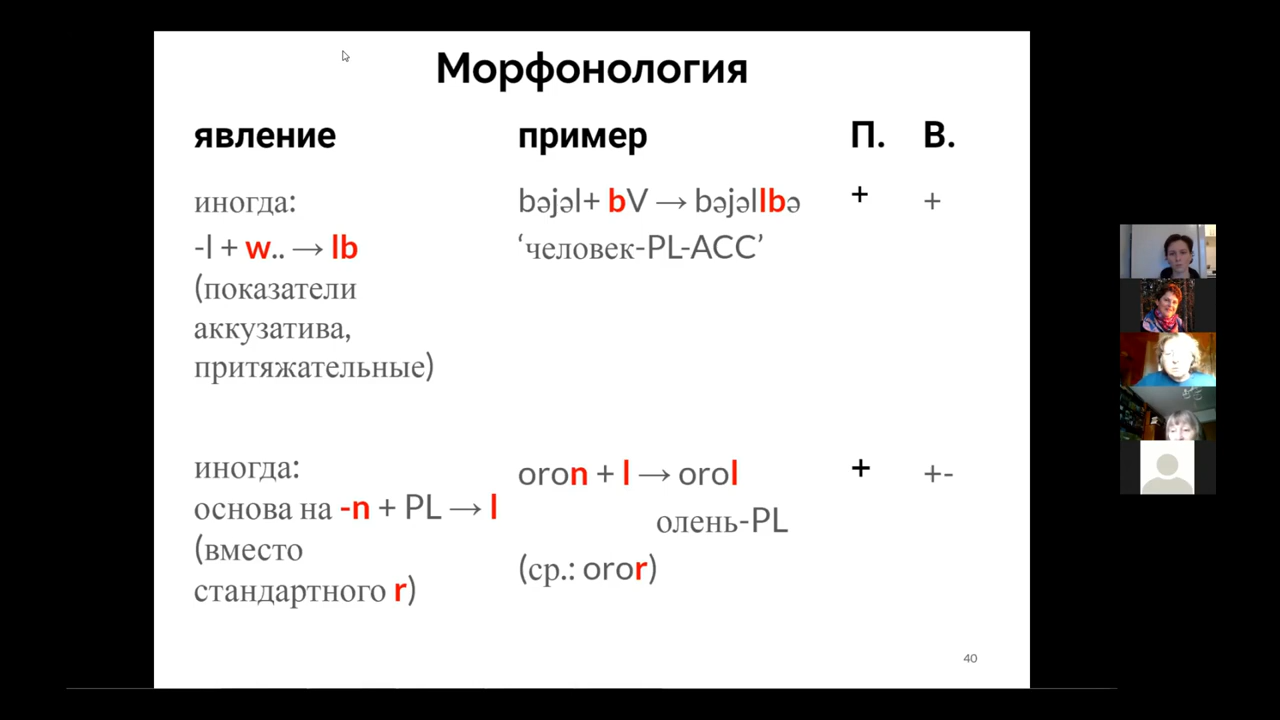 Морфонология
явление пример П. В.
иногда: bəjəl+ bV → bəjəllbə + +
-l + w.. → lb ‘человек-PL-ACC’
(показатели
аккузатива,
притяжательные)
иногда: oron + l → orol + +-
основа на -n + PL → l олень-PL
(вместо (ср.: oror)
стандартного r)
40